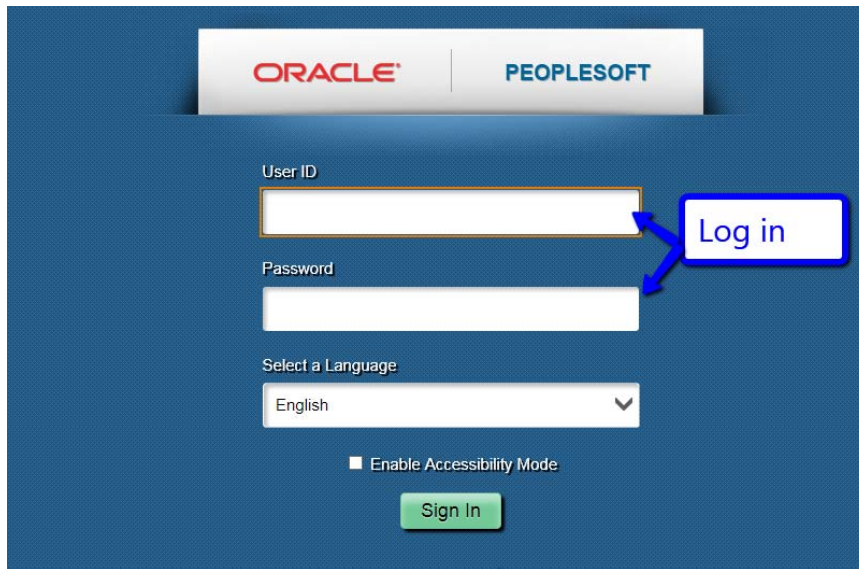 ORACLE® PEOPLESOFT
User ID
Log in
Password
Select a Language
English
Enable Accessibility Mode
Sign In